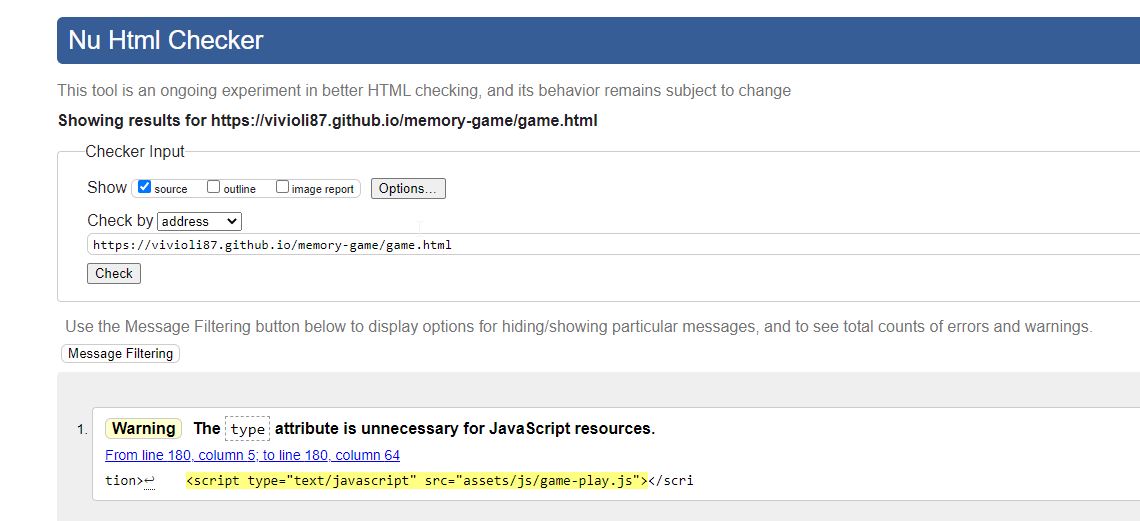 Nu Html Checker
This tool is an ongoing experiment in better HTML checking, and its behavior remains subject to change
Showing results for https://vivioli87.github.io/memory-game/game.html
Checker Input
Show source outline image report Options...
Check by address
https://vivioli87.github.io/memory-game/game.html
Check
Use the Message Filtering button below to display options for hiding/showing particular messages, and to see total counts of errors and warnings.
Message Filtering
1. Warning The type attribute is unnecessary for JavaScript resources.
From line 180, column 5; to line 180, column 64
tion>↩ <script type="text/javascript" src="assets/js/game-play.js"></scri